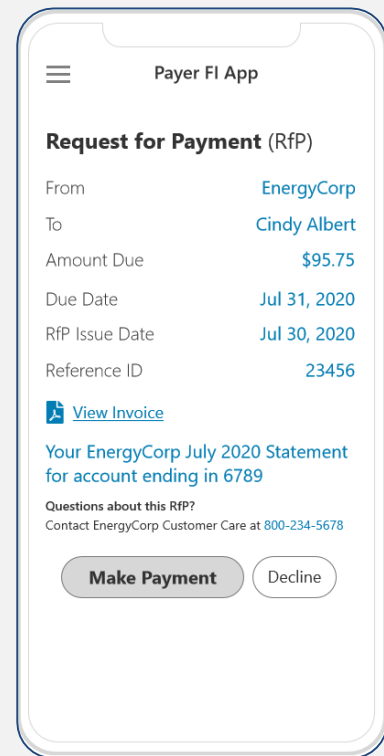 Payer FI App
Request for Payment (RfP)
From EnergyCorp
To Cindy Albert
Amount Due $95.75
Due Date Jul 31, 2020
RfP Issue Date Jul 30, 2020
Reference ID 23456
View Invoice
Your EnergyCorp July 2020 Statement
for account ending in 6789
Questions about this RfP?
Contact EnergyCorp Customer Care at 800-234-5678
Make Payment Decline